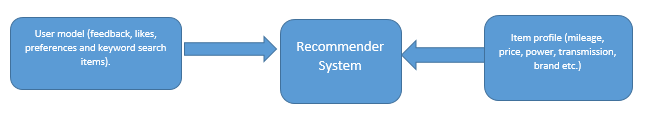 User model (feedback, likes,
preferences and keyword search
items).
Recommender
System
Item profile (mileage,
price, power, transmission,
brand etc.)